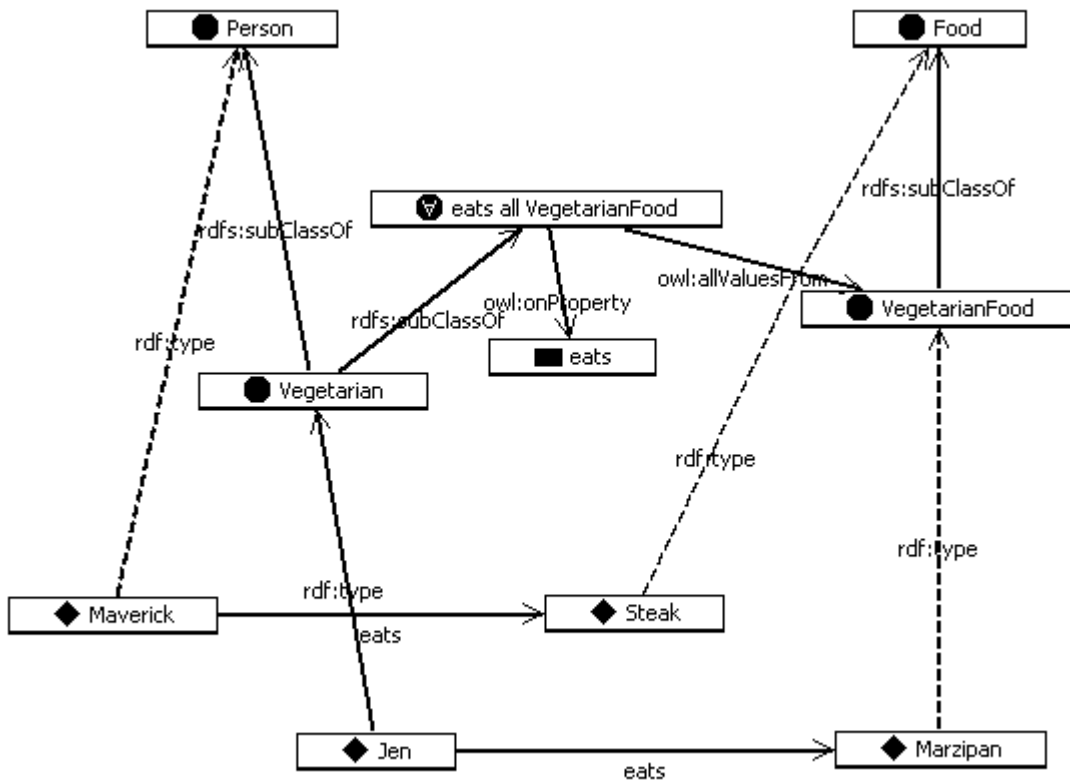 Person
Food
∀ eats all VegetarianFood
rdfs:subClassOf
rdfs:subClassOf
owl:allValuesFrom
owl:onProperty
VegetarianFood
rdfs:subClassOf
rdf:type
eats
Vegetarian
rdf:type
rdf:type
rdf:type
Maverick
Steak
eats
Jen
Marzipan
eats